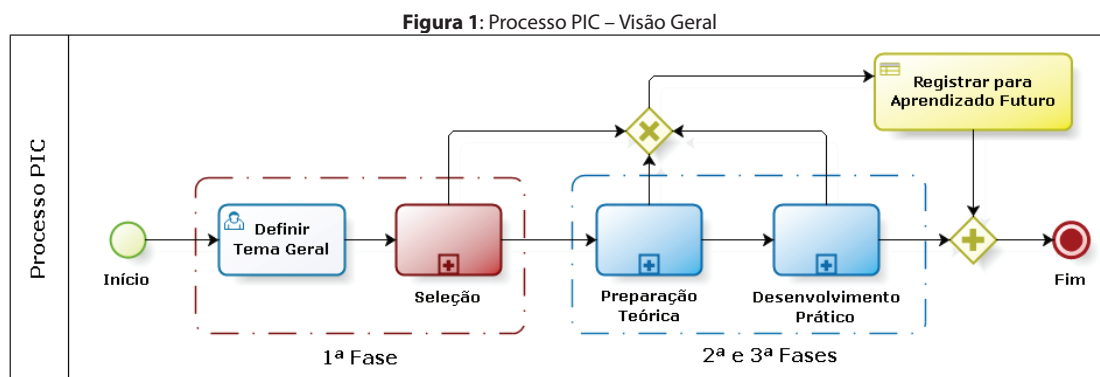 Figura 1: Processo PIC – Visão Geral
Processo PIC
Registrar para
Aprendizado Futuro
Definir
Tema Geral
Início
Seleção
Preparação
Teórica
Desenvolvimento
Prático
Fim
1ª Fase
2ª e 3ª Fases